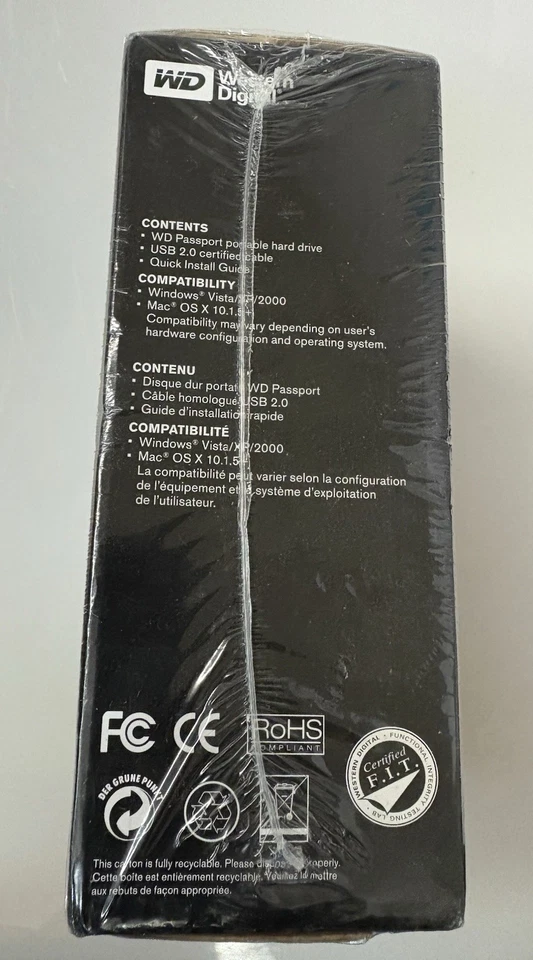 WD Western
Digital
CONTENTS
▪ WD Passport portable hard drive
▪ USB 2.0 certified cable
▪ Quick Install Guide
COMPATIBILITY
▪ Windows® Vista/XP/2000
▪ Mac® OS X 10.1.5+
Compatibility may vary depending on user's
hardware configuration and operating system.
CONTENU
▪ Disque dur portatif WD Passport
▪ Câble homologué USB 2.0
▪ Guide d'installation rapide
COMPATIBILITÉ
▪ Windows® Vista/XP/2000
▪ Mac® OS X 10.1.5+
La compatibilité peut varier selon la configuration
de l'équipement et le système d'exploitation
de l'utilisateur.
FC CE RoHS
COMPLIANT
WESTERN DIGITAL • FUNCTIONAL INTEGRITY TESTING LAB •
Certified
F.I.T.
DER GRÜNE PUNKT
This carton is fully recyclable. Please dispose properly.
Cette boîte est entièrement recyclable. Veuillez la mettre
aux rebuts de façon appropriée.